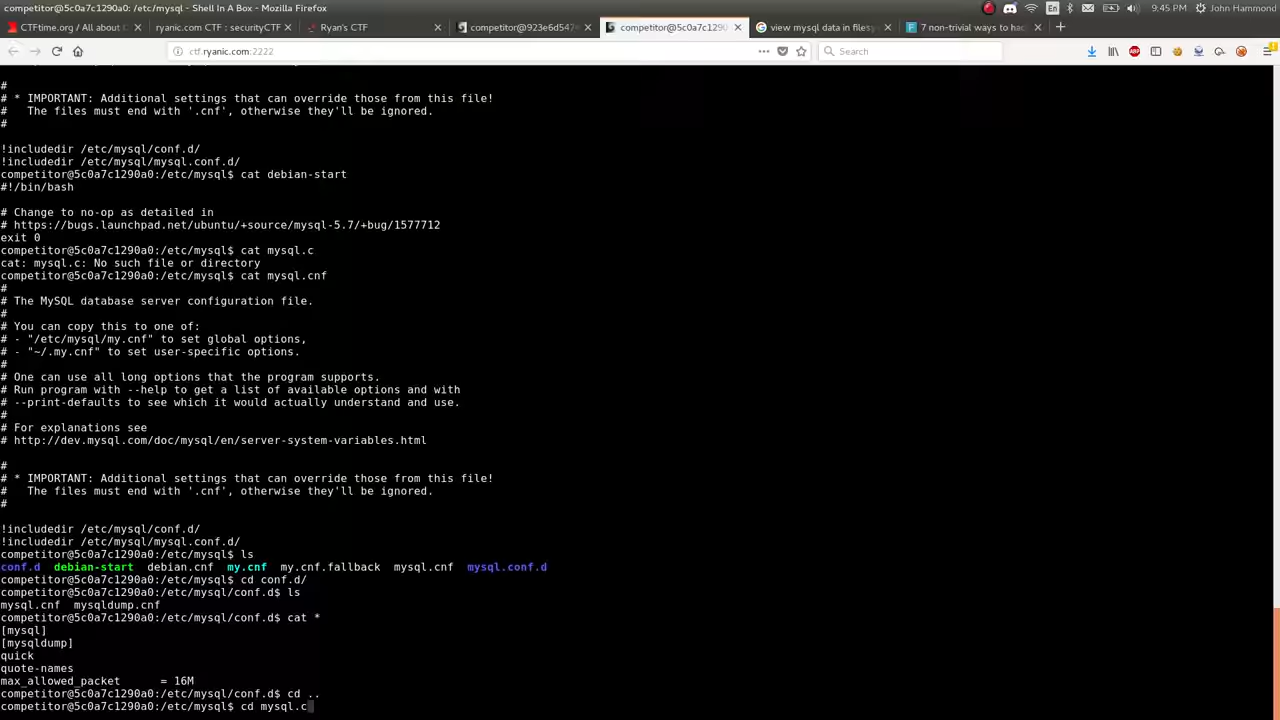 competitor@5c0a7c1290a0: /etc/mysql - Shell In A Box - Mozilla Firefox
En
9:45 PM
John Hammond
CTFtime.org / All about C
ryanic.com CTF : securityCTF
Ryan's CTF
competitor@923e6d547
competitor@5c0a7c1290
view mysql data in files
7 non-trivial ways to ha
ctf.ryanic.com:2222
Search
#
# * IMPORTANT: Additional settings that can override those from this file!
#   The files must end with '.cnf', otherwise they'll be ignored.
#
!includedir /etc/mysql/conf.d/
!includedir /etc/mysql/mysql.conf.d/
competitor@5c0a7c1290a0:/etc/mysql$ cat debian-start
#!/bin/bash
# Change to no-op as detailed in
# https://bugs.launchpad.net/ubuntu/+source/mysql-5.7/+bug/1577712
exit 0
competitor@5c0a7c1290a0:/etc/mysql$ cat mysql.c
cat: mysql.c: No such file or directory
competitor@5c0a7c1290a0:/etc/mysql$ cat mysql.cnf
#
# The MySQL database server configuration file.
#
# You can copy this to one of:
# - "/etc/mysql/my.cnf" to set global options,
# - "~/.my.cnf" to set user-specific options.
#
# One can use all long options that the program supports.
# Run program with --help to get a list of available options and with
# --print-defaults to see which it would actually understand and use.
#
# For explanations see
# http://dev.mysql.com/doc/mysql/en/server-system-variables.html
#
# * IMPORTANT: Additional settings that can override those from this file!
#   The files must end with '.cnf', otherwise they'll be ignored.
#
!includedir /etc/mysql/conf.d/
!includedir /etc/mysql/mysql.conf.d/
competitor@5c0a7c1290a0:/etc/mysql$ ls
conf.d  debian-start  debian.cnf  my.cnf  my.cnf.fallback  mysql.cnf  mysql.conf.d
competitor@5c0a7c1290a0:/etc/mysql$ cd conf.d/
competitor@5c0a7c1290a0:/etc/mysql/conf.d$ ls
mysql.cnf  mysqldump.cnf
competitor@5c0a7c1290a0:/etc/mysql/conf.d$ cat *
[mysql]
[mysqldump]
quick
quote-names
max_allowed_packet      = 16M
competitor@5c0a7c1290a0:/etc/mysql/conf.d$ cd ..
competitor@5c0a7c1290a0:/etc/mysql$ cd mysql.c